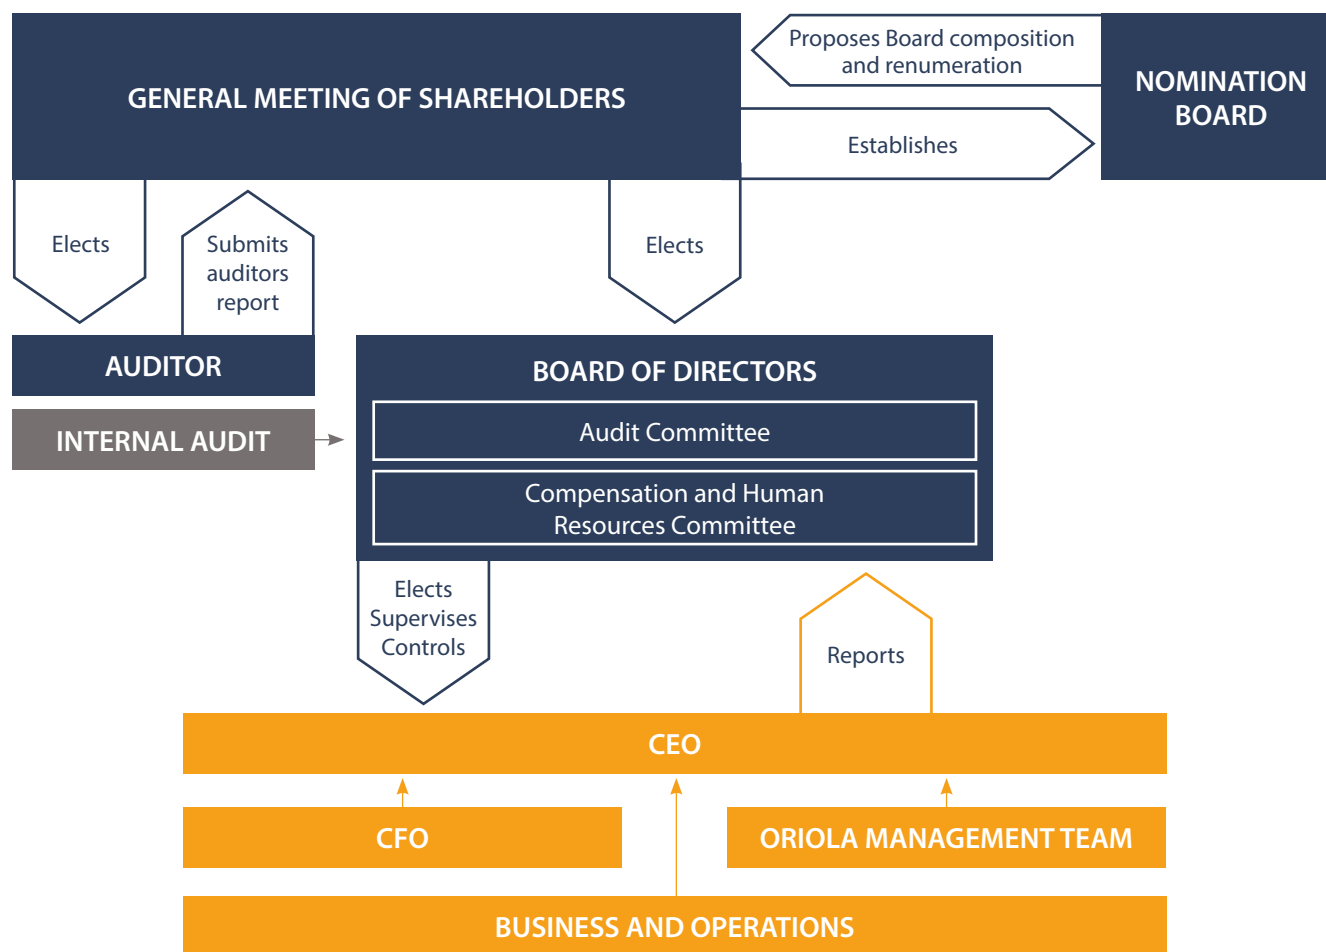 Proposes Board composition
and renumeration
GENERAL MEETING OF SHAREHOLDERS
NOMINATION
BOARD
Establishes
Elects
Submits
auditors
report
Elects
AUDITOR
BOARD OF DIRECTORS
Audit Committee
INTERNAL AUDIT
Compensation and Human
Resources Committee
Elects
Supervises
Controls
Reports
CEO
CFO
ORIOLA MANAGEMENT TEAM
BUSINESS AND OPERATIONS